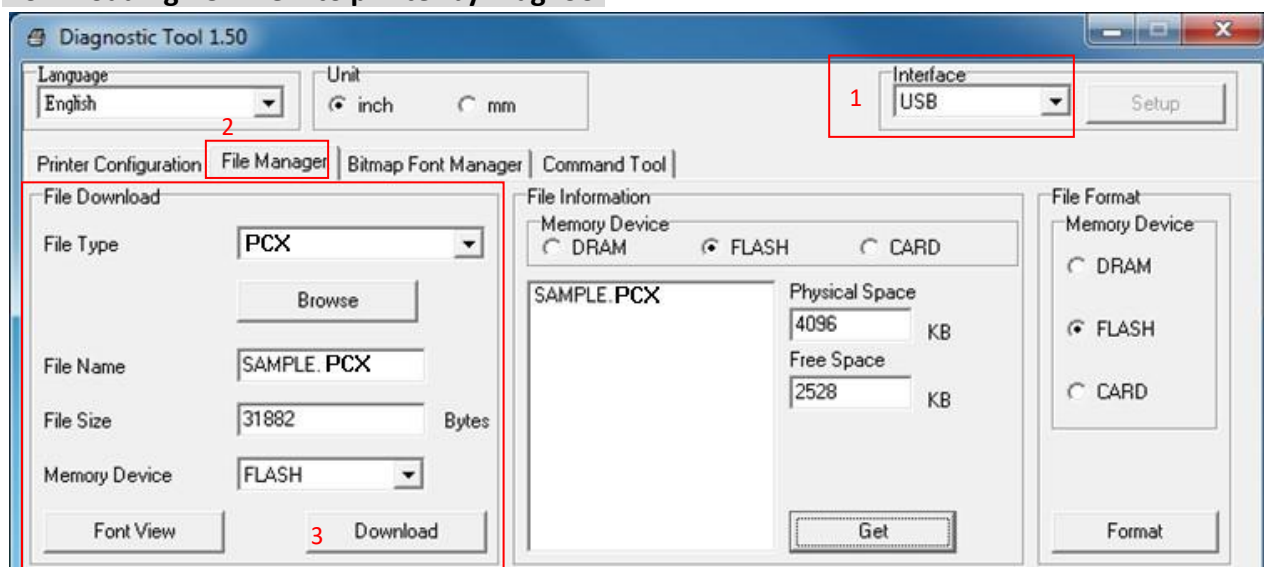 Diagnostic Tool 1.50
Language
English
Unit
inch
mm
1
Interface
USB
Setup
2
Printer Configuration
File Manager
Bitmap Font Manager
Command Tool
File Download
File Type
PCX
Browse
File Name
SAMPLE.PCX
File Size
31882
Bytes
Memory Device
FLASH
Font View
3
Download
File Information
Memory Device
DRAM
FLASH
CARD
SAMPLE.PCX
Physical Space
4096
KB
Free Space
2528
KB
Get
File Format
Memory Device
DRAM
FLASH
CARD
Format